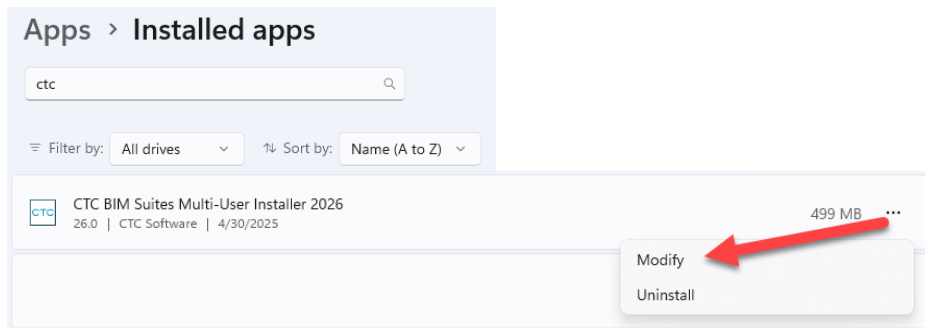 Apps > Installed apps
ctc
Filter by: All drives Sort by: Name (A to Z)
CTC BIM Suites Multi-User Installer 2026
CTC
26.0 | CTC Software | 4/30/2025
499 MB
Modify
Uninstall